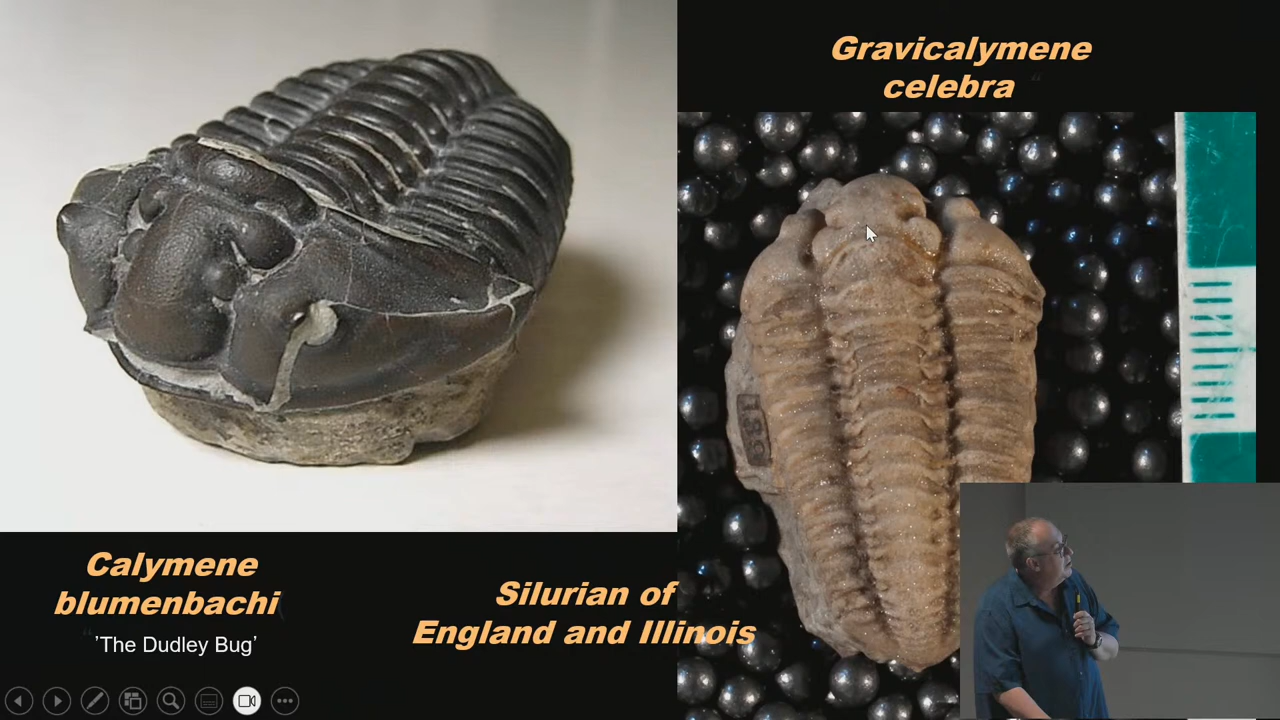 Gravicalymene
celebra
Calymene
blumenbachi
'The Dudley Bug'
Silurian of
England and Illinois